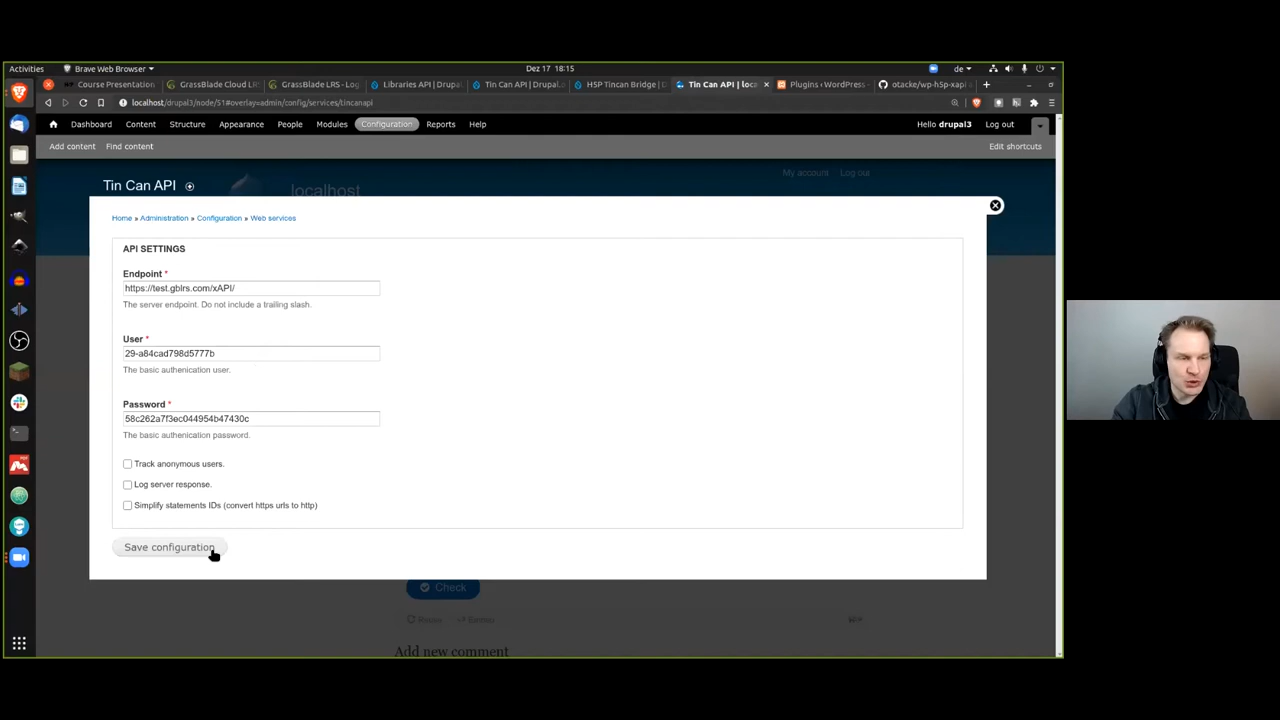 Activities
Brave Web Browser
Dez 17 18:15
de
Course Presentation
GrassBlade Cloud LR
GrassBlade LRS - Log
Libraries API | Drupa
Tin Can API | Drupal.
H5P Tincan Bridge | D
Tin Can API | loca
Plugins ‹ WordPress
otacke/wp-h5p-xapi
localhost/drupal3/node/51#overlay=admin/config/services/tincanapi
Dashboard
Content
Structure
Appearance
People
Modules
Configuration
Reports
Help
Hello drupal3
Log out
Add content
Find content
Edit shortcuts
My account
Log out
Tin Can API
localhost
Home » Administration » Configuration » Web services
API SETTINGS
Endpoint *
https://test.gblrs.com/xAPI/
The server endpoint. Do not include a trailing slash.
User *
29-a84cad798d5777b
The basic authenication user.
Password *
58c262a7f3ec044954b47430c
The basic authenication password.
Track anonymous users.
Log server response.
Simplify statements IDs (convert https urls to http)
Save configuration
Check
Reuse
Embed
Add new comment